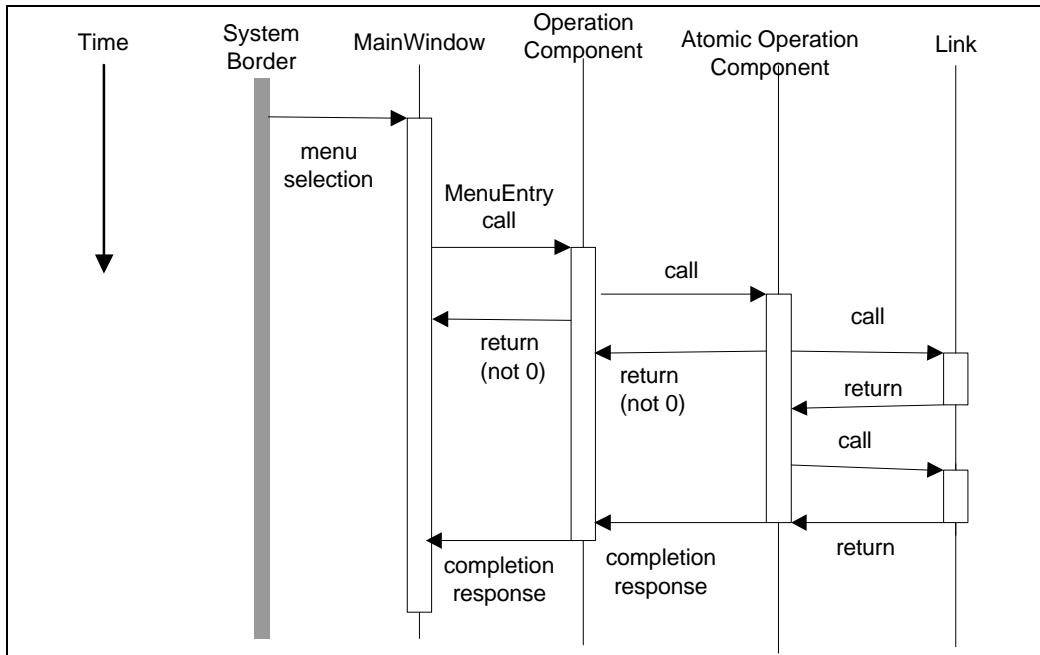 Time
System
Border
MainWindow
Operation
Component
Atomic Operation
Component
Link
menu
selection
MenuEntry
call
call
call
return
(not 0)
return
(not 0)
return
call
return
completion
response
completion
response